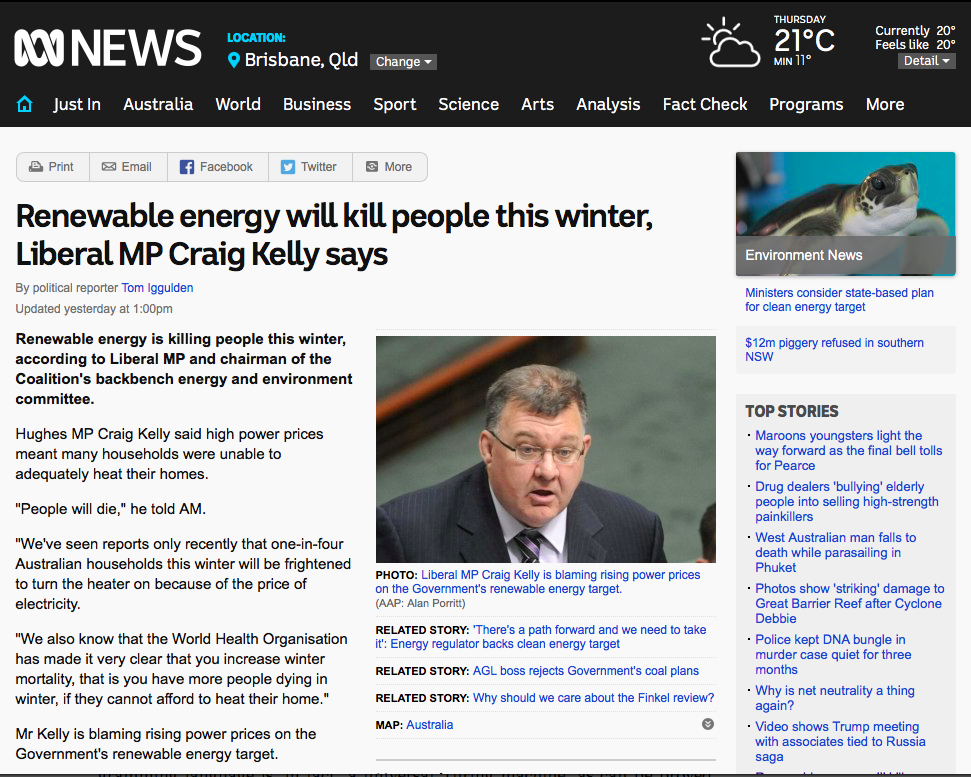 NEWS
LOCATION:
Brisbane, Qld
Change
THURSDAY
21°C
MIN 11°
Currently 20°
Feels like 20°
Detail
Just In Australia World Business Sport Science Arts Analysis Fact Check Programs More
Print Email Facebook Twitter More
Renewable energy will kill people this winter,
Liberal MP Craig Kelly says
By political reporter Tom Iggulden
Updated yesterday at 1:00pm
Renewable energy is killing people this winter,
according to Liberal MP and chairman of the
Coalition's backbench energy and environment
committee.
Hughes MP Craig Kelly said high power prices
meant many households were unable to
adequately heat their homes.
"People will die," he told AM.
"We've seen reports only recently that one-in-four
Australian households this winter will be frightened
to turn the heater on because of the price of
electricity.
"We also know that the World Health Organisation
has made it very clear that you increase winter
mortality, that is you have more people dying in
winter, if they cannot afford to heat their home."
Mr Kelly is blaming rising power prices on the
Government's renewable energy target.
PHOTO: Liberal MP Craig Kelly is blaming rising power prices
on the Government's renewable energy target.
(AAP: Alan Porritt)
RELATED STORY: 'There's a path forward and we need to take
it': Energy regulator backs clean energy target
RELATED STORY: AGL boss rejects Government's coal plans
RELATED STORY: Why should we care about the Finkel review?
MAP: Australia
Environment News
Ministers consider state-based plan
for clean energy target
$12m piggery refused in southern
NSW
TOP STORIES
Maroons youngsters light the
way forward as the final bell tolls
for Pearce
Drug dealers 'bullying' elderly
people into selling high-strength
painkillers
West Australian man falls to
death while parasailing in
Phuket
Photos show 'striking' damage to
Great Barrier Reef after Cyclone
Debbie
Police kept DNA bungle in
murder case quiet for three
months
Why is net neutrality a thing
again?
Video shows Trump meeting
with associates tied to Russia
saga